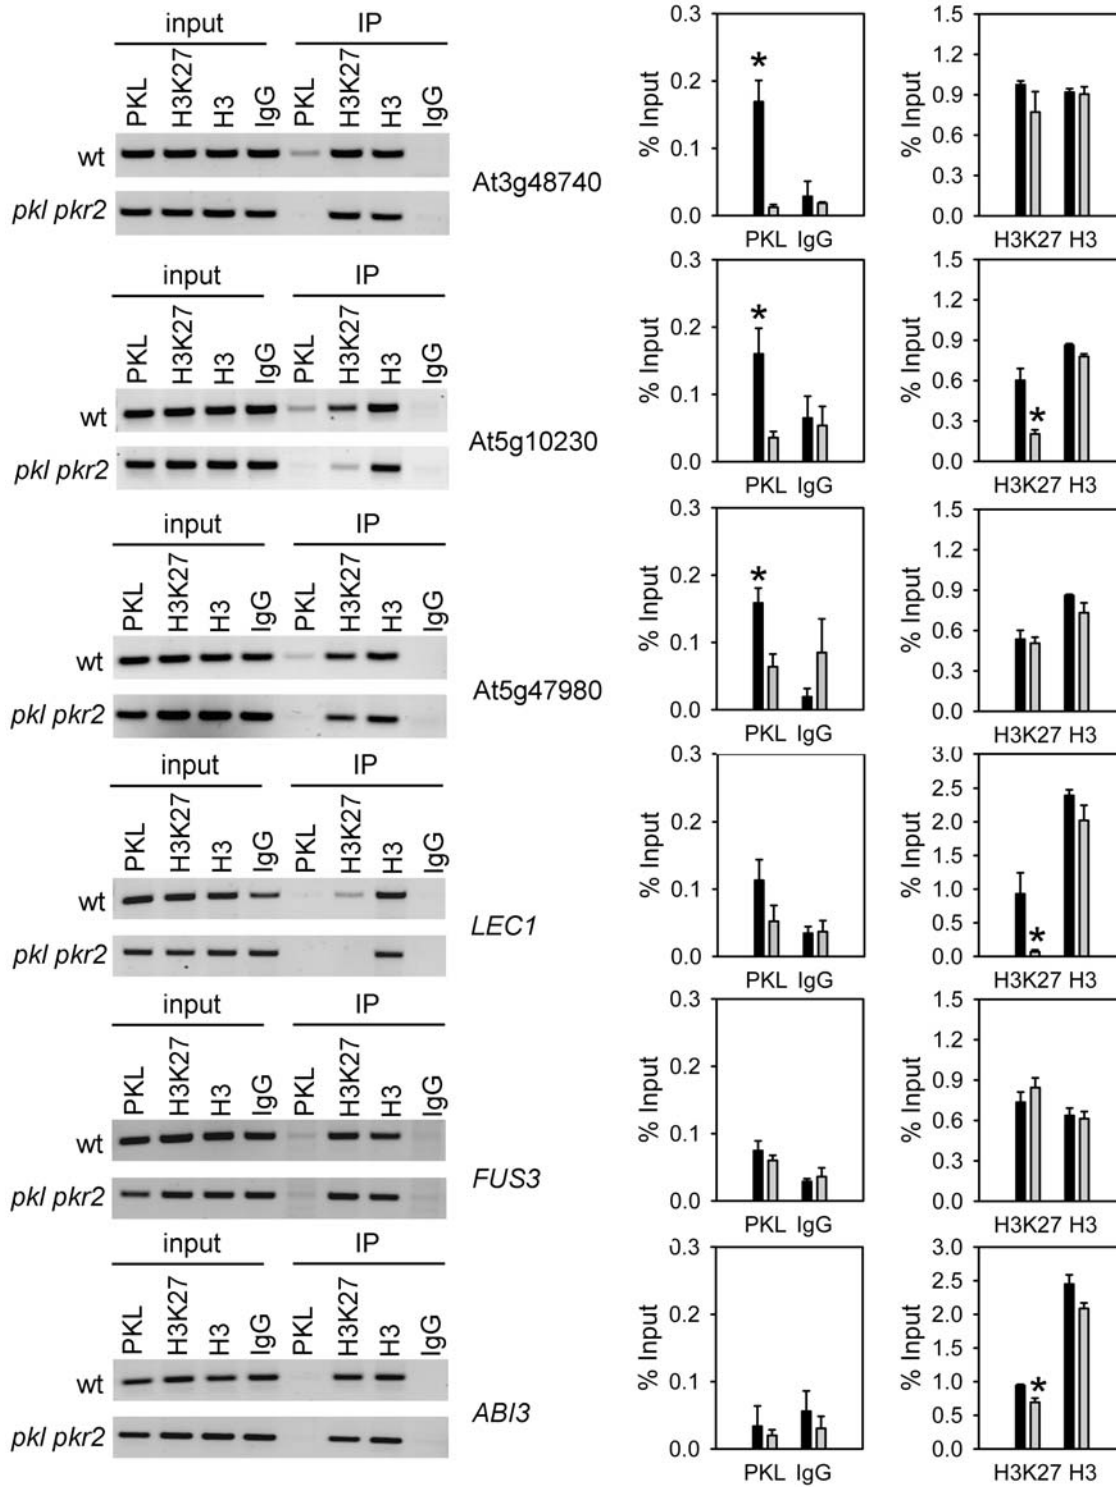 input IP
PKL H3K27 H3 IgG PKL H3K27 H3 IgG
wt
pkl pkr2
At3g48740
% Input
0.3
0.2
0.1
0.0
*
PKL IgG
% Input
1.5
1.2
0.9
0.6
0.3
0.0
H3K27 H3
input IP
PKL H3K27 H3 IgG PKL H3K27 H3 IgG
wt
pkl pkr2
At5g10230
% Input
0.3
0.2
0.1
0.0
*
PKL IgG
% Input
1.5
1.2
0.9
0.6
0.3
0.0
*
H3K27 H3
input IP
PKL H3K27 H3 IgG PKL H3K27 H3 IgG
wt
pkl pkr2
At5g47980
% Input
0.3
0.2
0.1
0.0
*
PKL IgG
% Input
1.5
1.2
0.9
0.6
0.3
0.0
H3K27 H3
input IP
PKL H3K27 H3 IgG PKL H3K27 H3 IgG
wt
pkl pkr2
LEC1
% Input
0.3
0.2
0.1
0.0
PKL IgG
% Input
2.0
2.5
2.0
1.5
1.0
0.5
0.0
*
H3K27 H3
input IP
PKL H3K27 H3 IgG PKL H3K27 H3 IgG
wt
pkl pkr2
FUS3
% Input
0.3
0.2
0.1
0.0
PKL IgG
% Input
1.5
1.2
0.9
0.6
0.3
0.0
H3K27 H3
input IP
PKL H3K27 H3 IgG PKL H3K27 H3 IgG
wt
pkl pkr2
ABI3
% Input
0.3
0.2
0.1
0.0
PKL IgG
% Input
3.0
2.5
2.0
1.5
1.0
0.5
0.0
*
H3K27 H3